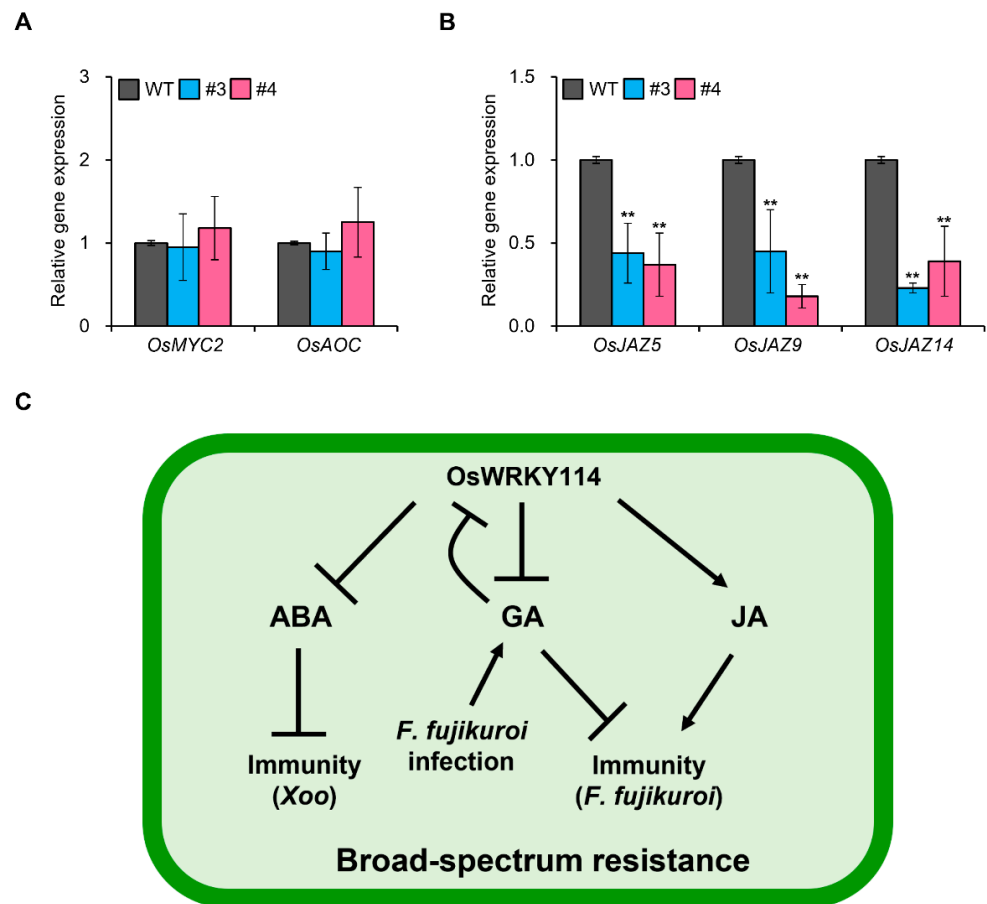 A
Relative gene expression
3
2
1
0
WT #3 #4
OsMYC2 OsAOC
B
Relative gene expression
1.5
1.0
0.5
0.0
WT #3 #4
** ** ** ** ** **
OsJAZ5 OsJAZ9 OsJAZ14
C
OsWRKY114
ABA GA JA
F. fujikuroi
infection
Immunity
(Xoo)
Immunity
(F. fujikuroi)
Broad-spectrum resistance